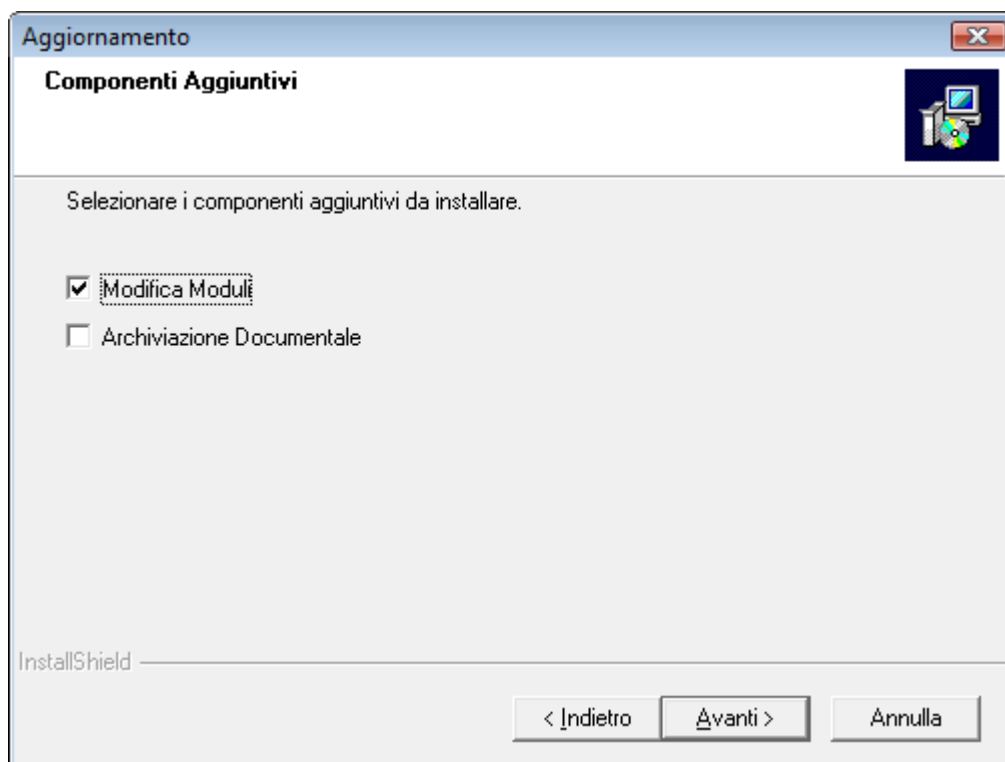 Aggiornamento
Componenti Aggiuntivi
Selezionare i componenti aggiuntivi da installare.
Modifica Moduli
Archiviazione Documentale
InstallShield
< Indietro
Avanti >
Annulla